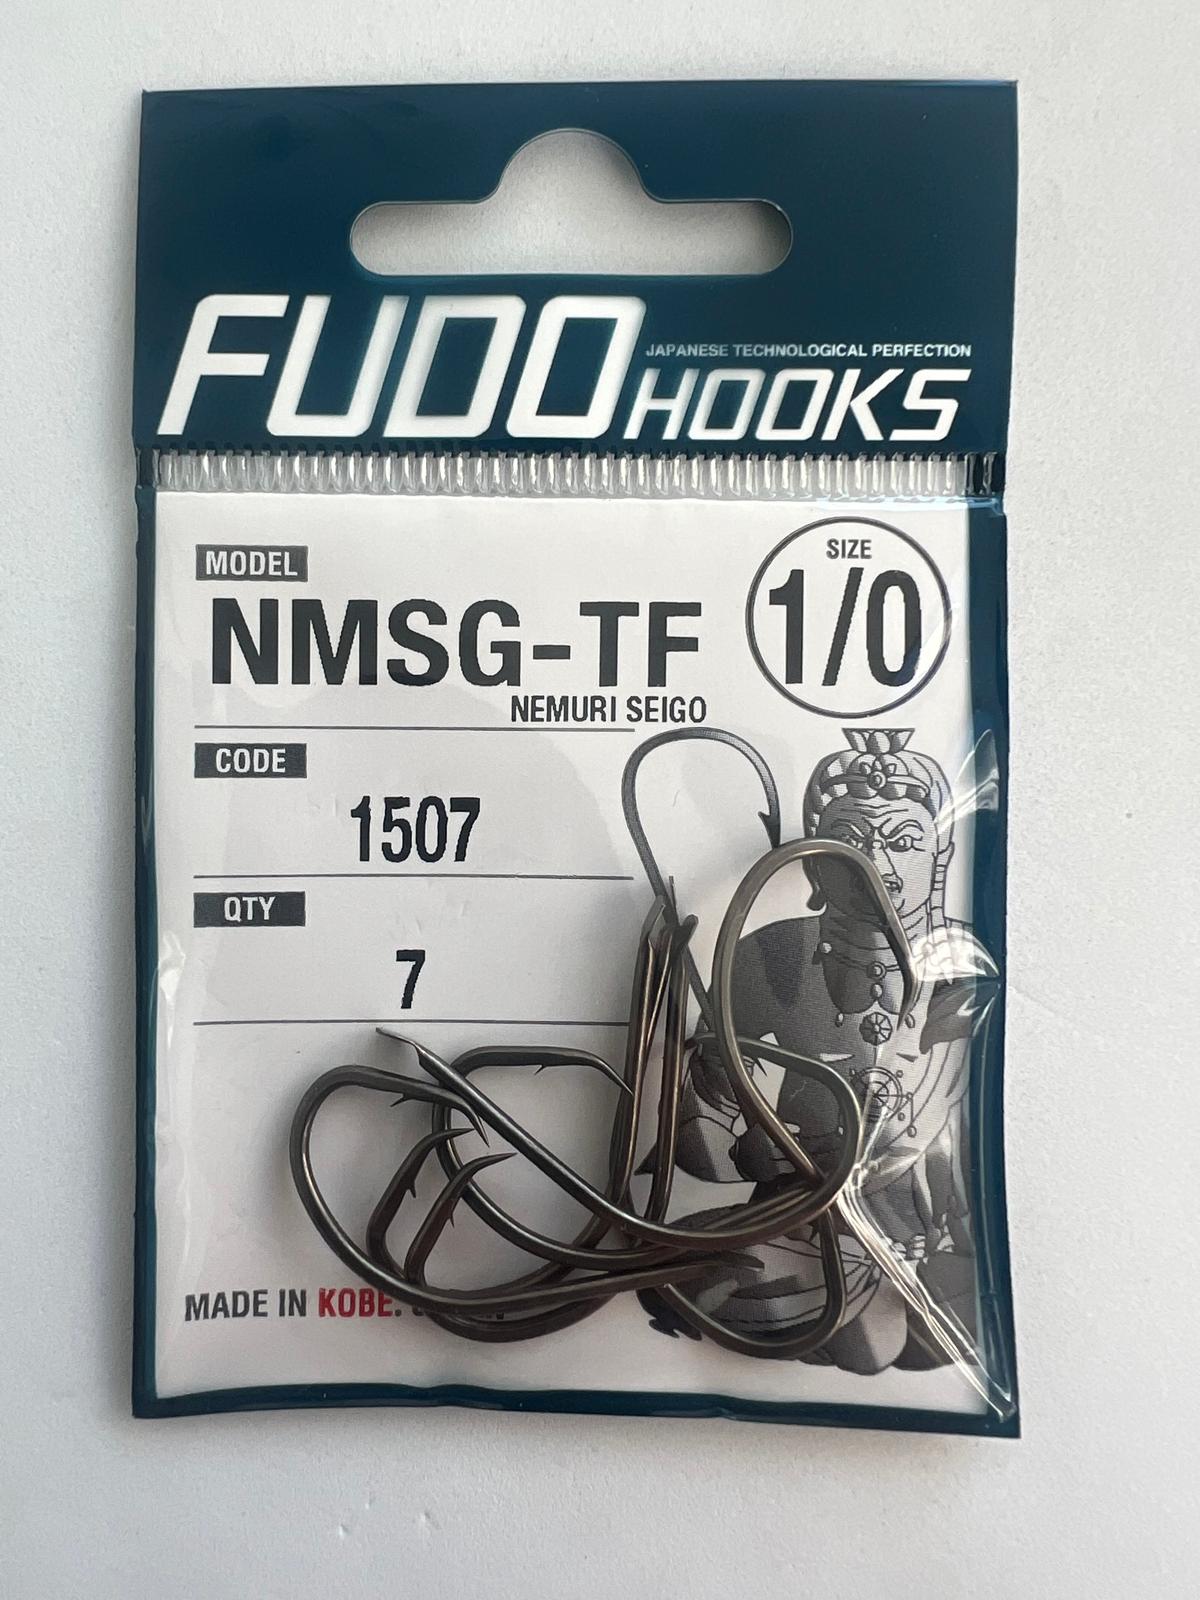 FUDO
JAPANESE TECHNOLOGICAL PERFECTION
HOOKS
MODEL
NMSG-TF
NEMURI SEIGO
SIZE
1/0
CODE
1507
QTY
7
MADE IN KOBE.